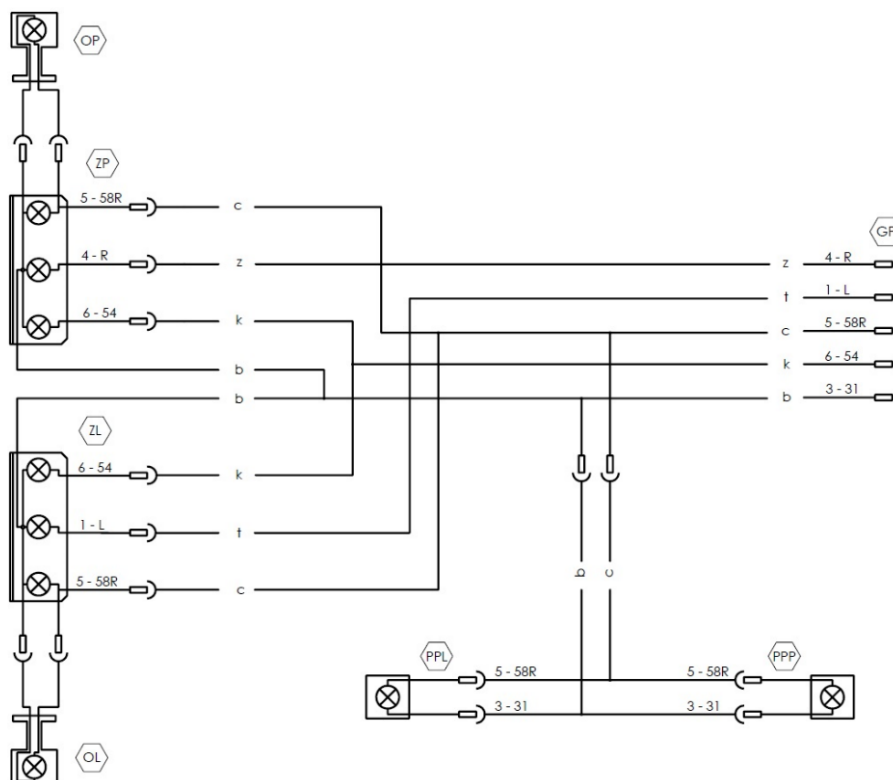 OP
ZP
5 - 58R c
GP
4 - R z z 4 - R
t 1 - L
6 - 54 k c 5 - 58R
k 6 - 54
b
b b 3 - 31
ZL
6 - 54 k
1 - L t
5 - 58R c b c
PPL PPP
5 - 58R 5 - 58R
3 - 31 3 - 31
OL